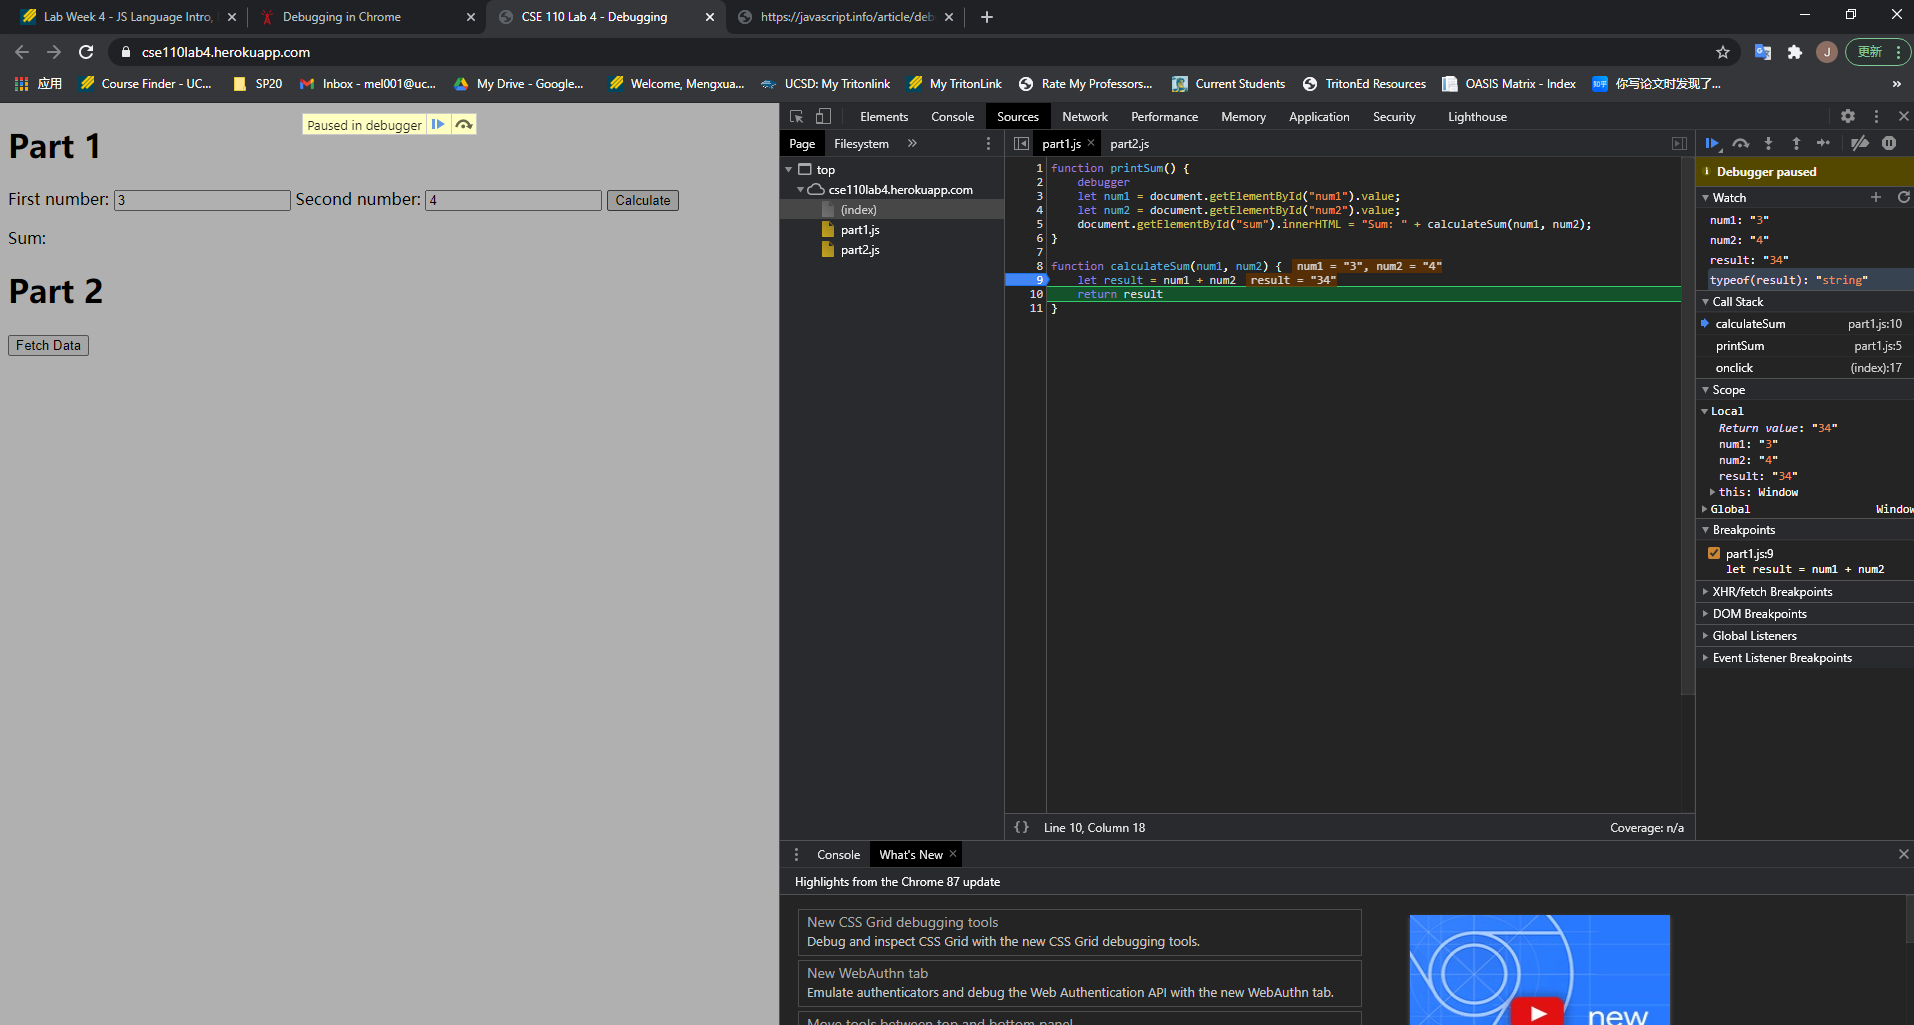 Lab Week 4 - JS Language Intro,
Debugging in Chrome
CSE 110 Lab 4 - Debugging
https://javascript.info/article/deb
cse110lab4.herokuapp.com
J
更新
应用
Course Finder - UC...
SP20
Inbox - mel001@uc...
My Drive - Google...
Welcome, Mengxua...
UCSD: My Tritonlink
My TritonLink
Rate My Professors...
Current Students
TritonEd Resources
OASIS Matrix - Index
知乎
你写论文时发现了...
Paused in debugger
Part 1
First number: 3 Second number: 4 Calculate
Sum:
Part 2
Fetch Data
Elements Console Sources Network Performance Memory Application Security Lighthouse
Page Filesystem
top
cse110lab4.herokuapp.com
(index)
part1.js
part2.js
part1.js part2.js
1 function printSum() {
2 debugger
3 let num1 = document.getElementById("num1").value;
4 let num2 = document.getElementById("num2").value;
5 document.getElementById("sum").innerHTML = "Sum: " + calculateSum(num1, num2);
6 }
7
8 function calculateSum(num1, num2) { num1 = "3", num2 = "4"
9 let result = num1 + num2 result = "34"
10 return result
11 }
{} Line 10, Column 18 Coverage: n/a
Debugger paused
Watch
num1: "3"
num2: "4"
result: "34"
typeof(result): "string"
Call Stack
calculateSum part1.js:10
printSum part1.js:5
onclick (index):17
Scope
Local
Return value: "34"
num1: "3"
num2: "4"
result: "34"
this: Window
Global Window
Breakpoints
part1.js:9
let result = num1 + num2
XHR/fetch Breakpoints
DOM Breakpoints
Global Listeners
Event Listener Breakpoints
Console What's New
Highlights from the Chrome 87 update
New CSS Grid debugging tools
Debug and inspect CSS Grid with the new CSS Grid debugging tools.
New WebAuthn tab
Emulate authenticators and debug the Web Authentication API with the new WebAuthn tab.
Move tools between top and bottom panel
new